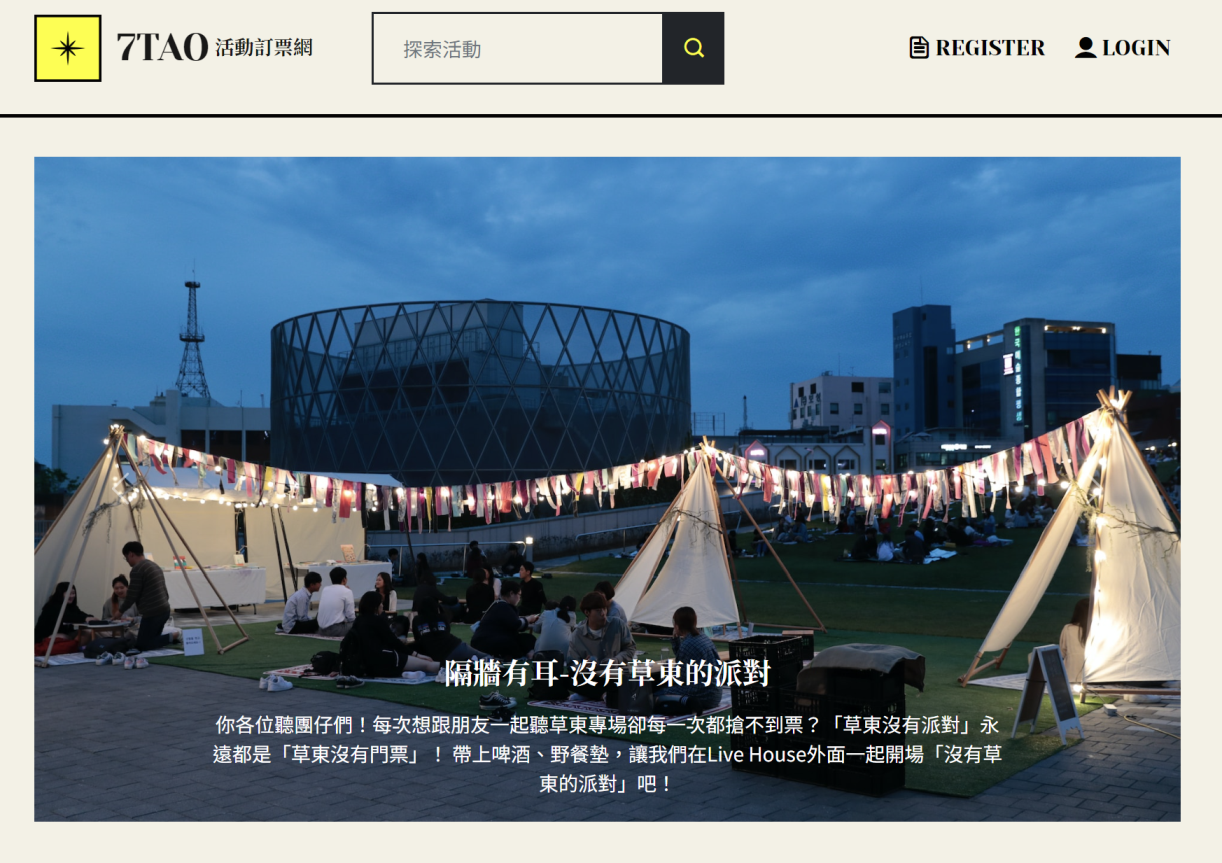 7TAO 活動訂票網
探索活動
REGISTER
LOGIN
隔牆有耳-沒有草東的派對
你各位聽團仔們！每次想跟朋友一起聽草東專場卻每一次都搶不到票？「草東沒有派對」永
遠都是「草東沒有門票」！ 帶上啤酒、野餐墊，讓我們在Live House外面一起開場「沒有草
東的派對」吧！